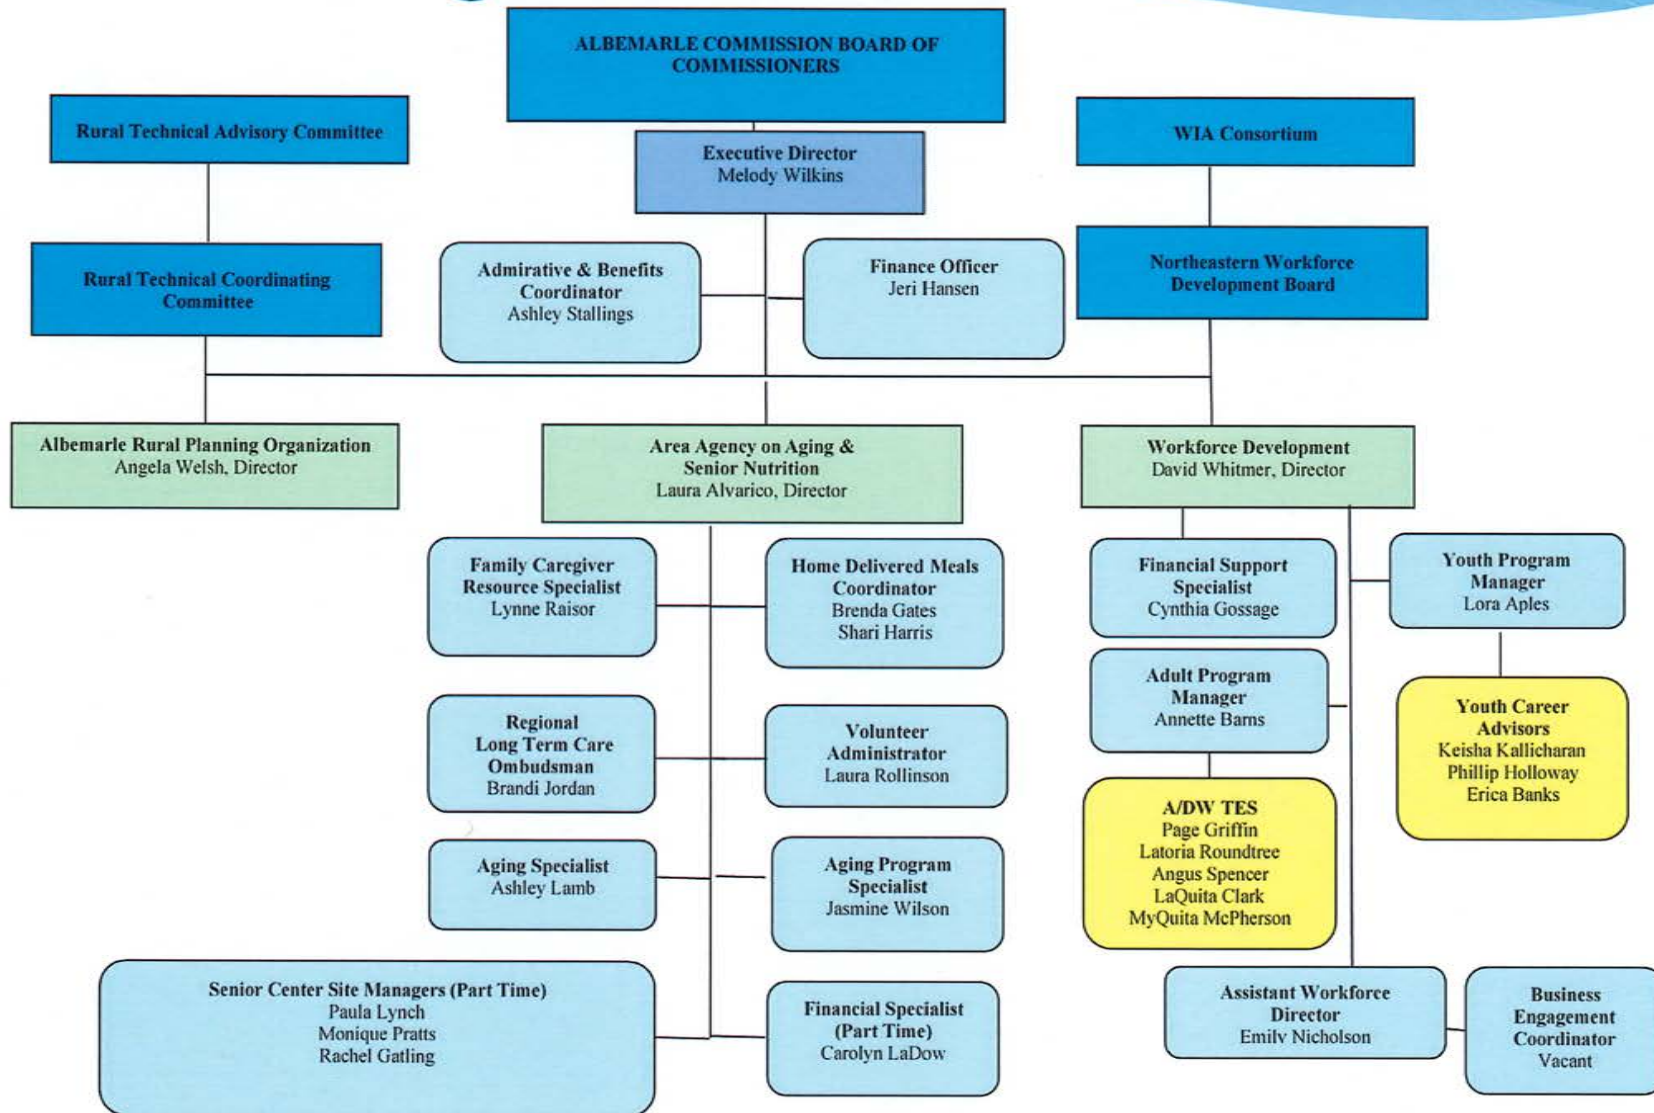 ALBEMARLE COMMISSION BOARD OF
COMMISSIONERS
Rural Technical Advisory Committee
WIA Consortium
Executive Director
Melody Wilkins
Rural Technical Coordinating
Committee
Admirative & Benefits
Coordinator
Ashley Stallings
Finance Officer
Jeri Hansen
Northeastern Workforce
Development Board
Albemarle Rural Planning Organization
Angela Welsh, Director
Area Agency on Aging &
Senior Nutrition
Laura Alvarico, Director
Workforce Development
David Whitmer, Director
Family Caregiver
Resource Specialist
Lynne Raisor
Home Delivered Meals
Coordinator
Brenda Gates
Shari Harris
Financial Support
Specialist
Cynthia Gossage
Youth Program
Manager
Lora Aples
Regional
Long Term Care
Ombudsman
Brandi Jordan
Volunteer
Administrator
Laura Rollinson
Adult Program
Manager
Annette Barns
Youth Career
Advisors
Keisha Kallicharan
Phillip Holloway
Erica Banks
A/DW TES
Page Griffin
Latoria Roundtree
Angus Spencer
LaQuita Clark
MyQuita McPherson
Aging Specialist
Ashley Lamb
Aging Program
Specialist
Jasmine Wilson
Senior Center Site Managers (Part Time)
Paula Lynch
Monique Pratts
Rachel Gatling
Financial Specialist
(Part Time)
Carolyn LaDow
Assistant Workforce
Director
Emily Nicholson
Business
Engagement
Coordinator
Vacant